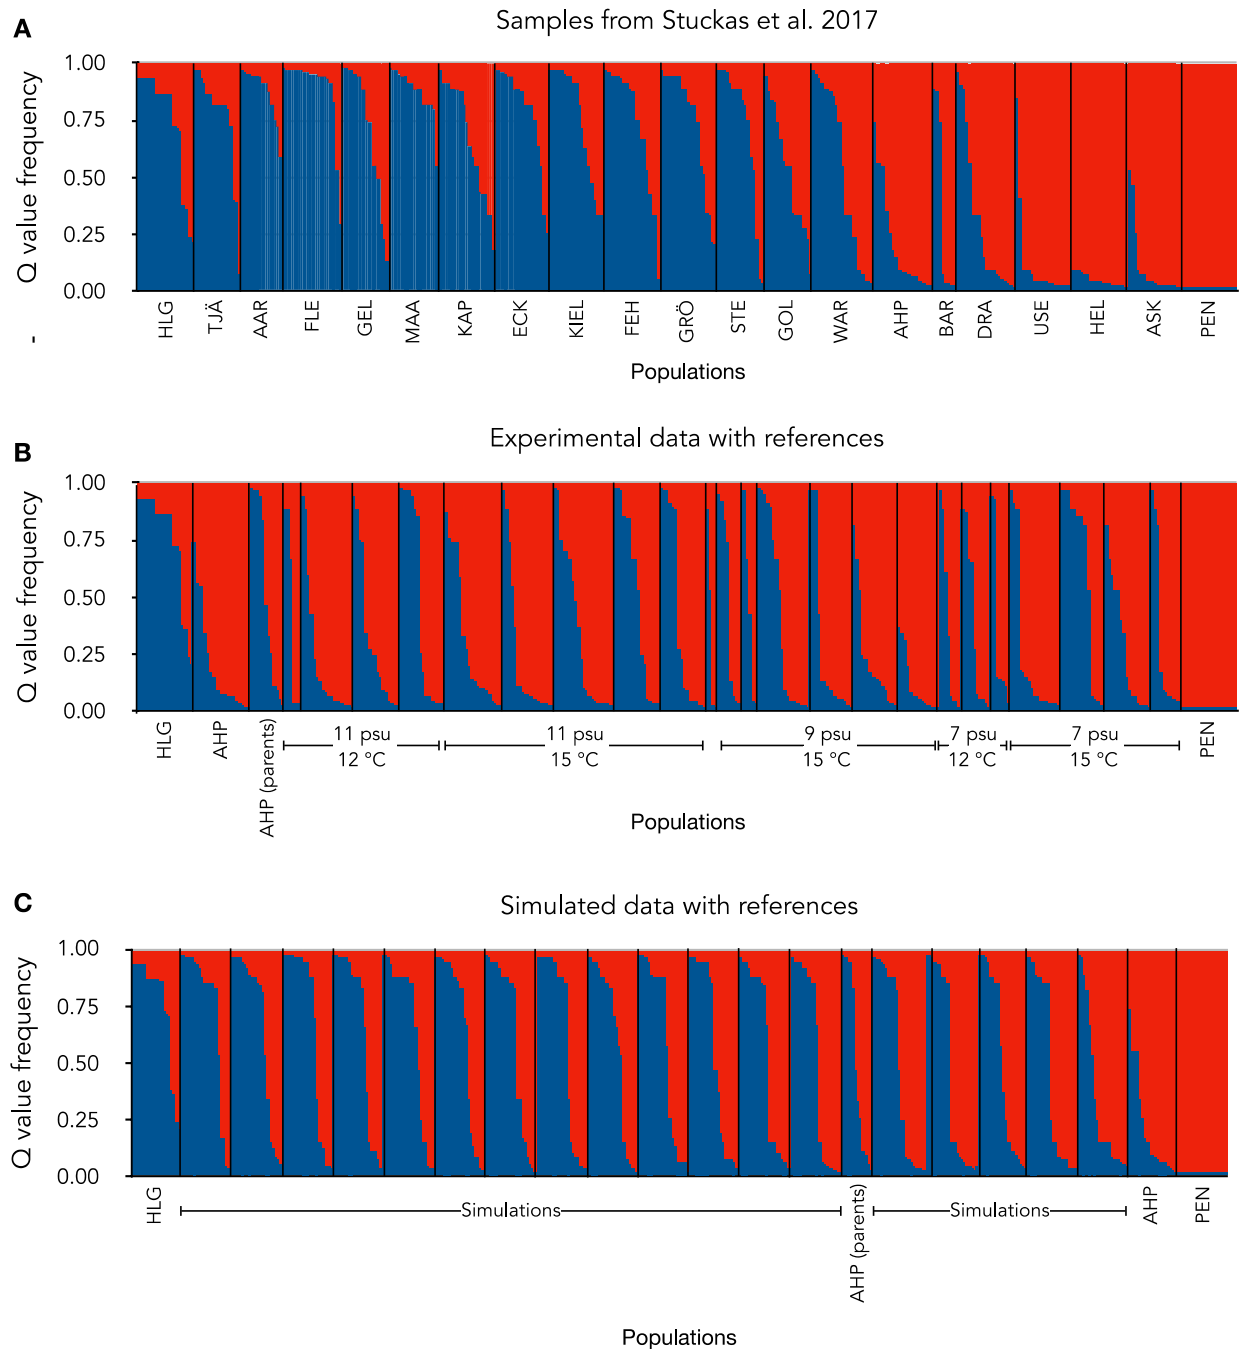 A
Samples from Stuckas et al. 2017
Q value frequency
1.00
0.75
0.50
0.25
0.00
-
HLG TJÄ AAR FLE GEL MAA KAP ECK KIEL FEH GRÖ STE GOL WAR AHP BAR DRA USE HEL ASK PEN
Populations
B
Experimental data with references
Q value frequency
1.00
0.75
0.50
0.25
0.00
HLG AHP AHP (parents) 11 psu 11 psu 9 psu 7 psu 7 psu PEN
12 °C 15 °C 15 °C 12 °C 15 °C
Populations
C
Simulated data with references
Q value frequency
1.00
0.75
0.50
0.25
0.00
HLG Simulations AHP (parents) Simulations AHP PEN
Populations